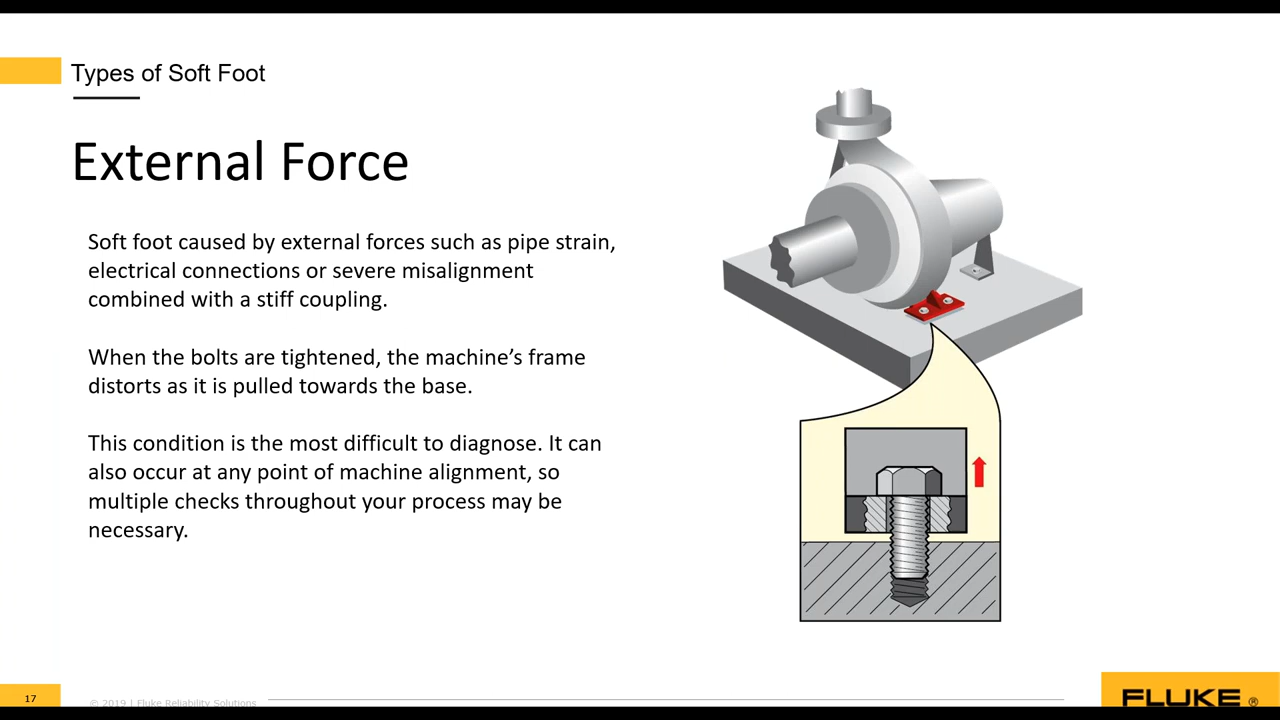 Types of Soft Foot
External Force
Soft foot caused by external forces such as pipe strain,
electrical connections or severe misalignment
combined with a stiff coupling.
When the bolts are tightened, the machine’s frame
distorts as it is pulled towards the base.
This condition is the most difficult to diagnose. It can
also occur at any point of machine alignment, so
multiple checks throughout your process may be
necessary.
17
© 2019 | Fluke Reliability Solutions
FLUKE ®